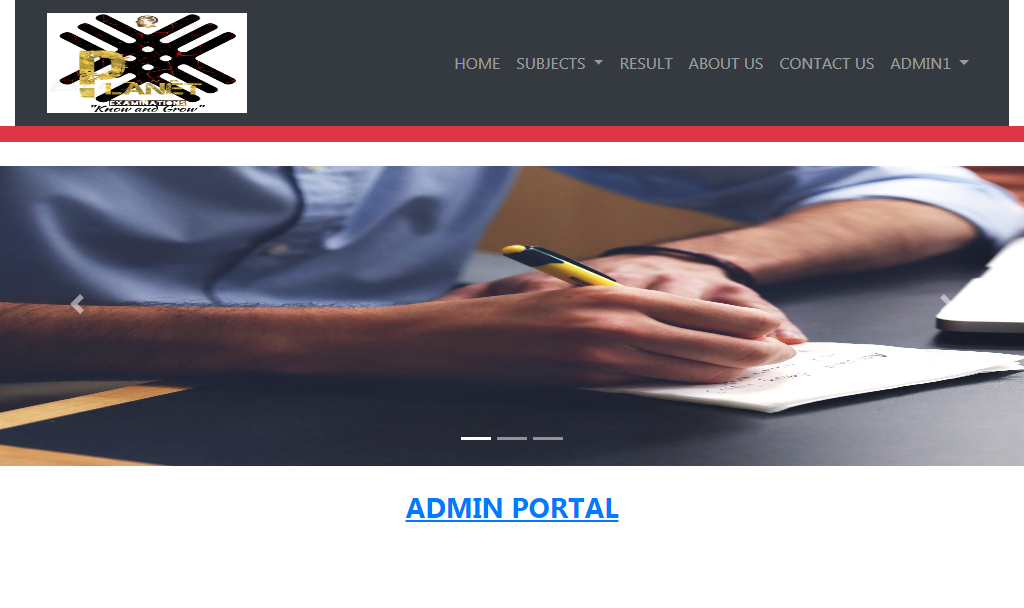 PLANET
EXAMINATIONS
"Know and Grow"
HOME SUBJECTS RESULT ABOUT US CONTACT US ADMIN1
ADMIN PORTAL